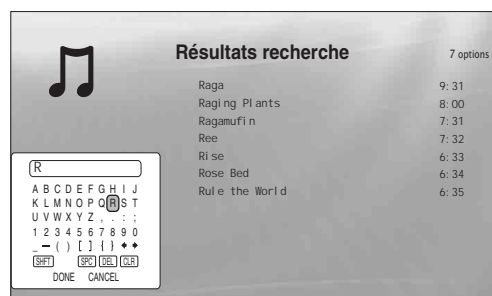 Résultats recherche
7 options
Raga 9:31
Raging Plants 8:00
Ragamufin 7:31
Ree 7:32
Rise 6:33
Rose Bed 6:34
Rule the World 6:35
R
A B C D E F G H I J
K L M N O P Q R S T
U V W X Y Z , . : ;
1 2 3 4 5 6 7 8 9 0
_ – ( ) [ ] { }
SHFT SPC DEL CLR
DONE CANCEL